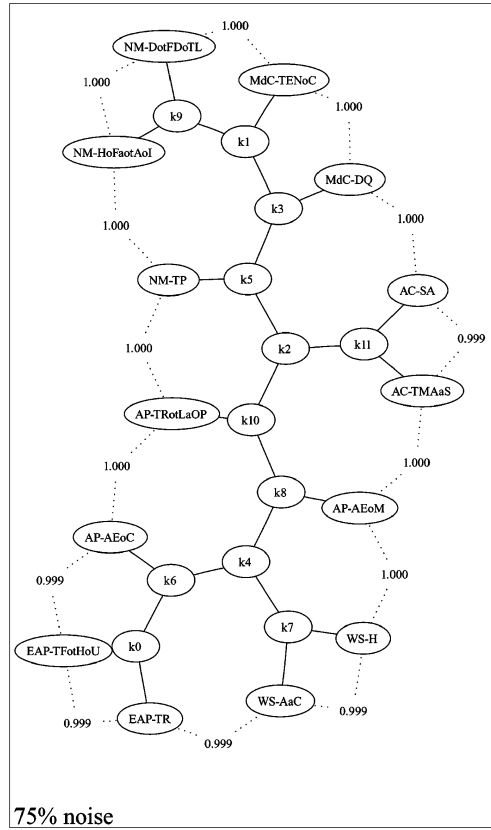 1.000
NM-DotFDoTL
MdC-TENoC
1.000
1.000
k9
k1
NM-HoFaotAoI
MdC-DQ
k3
1.000
1.000
NM-TP
k5
AC-SA
1.000
k2
k11
0.999
AC-TMAaS
AP-TRotLaOP
k10
1.000
1.000
k8
AP-AEoM
AP-AEoC
k4
0.999
k6
1.000
k7
EAP-TFotHoU
k0
WS-H
WS-AaC
0.999
0.999
EAP-TR
0.999
75% noise